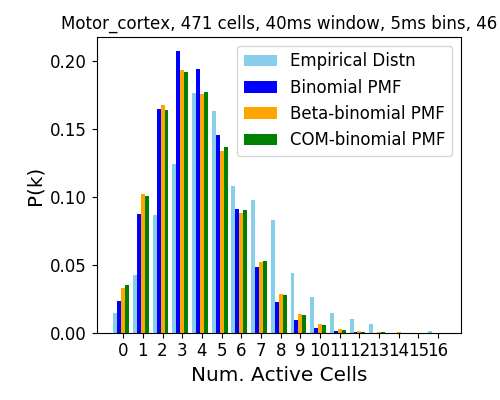 Motor_cortex, 471 cells, 40ms window, 5ms bins, 46
Empirical Distn
Binomial PMF
Beta-binomial PMF
COM-binomial PMF
P(k)
0.20
0.15
0.10
0.05
0.00
0 1 2 3 4 5 6 7 8 9 10 11 12 13 14 15 16
Num. Active Cells